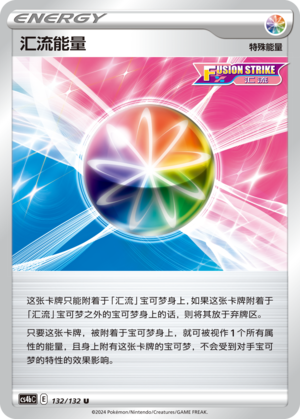 ENERGY
汇流能量
特殊能量
FUSION STRIKE
汇流
这张卡牌只能附着于「汇流」宝可梦身上,如果这张卡牌附着
于「汇流」宝可梦之外的宝可梦身上的话,则将其放于弃牌区。
只要这张卡牌,被附着于宝可梦身上,就可被视作1个所有属
性的能量,且身上附有这张卡牌的宝可梦,不会受到对手宝可
梦的特性的效果影响。
CS4bC E 132/132 U
©2024 Pokémon/Nintendo/Creatures/GAME FREAK.